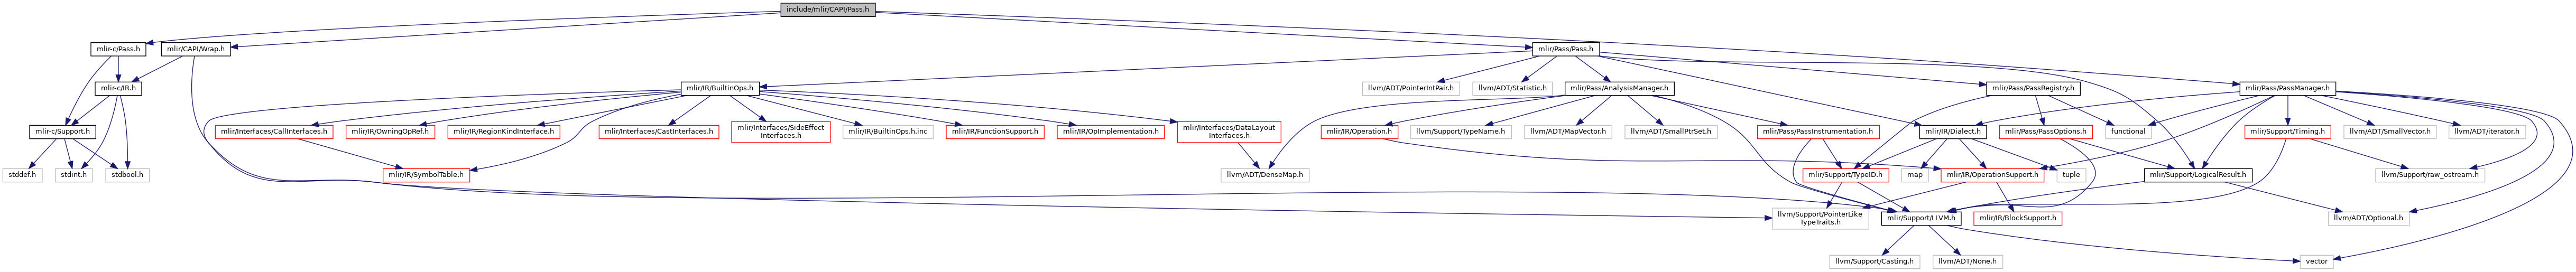 include/mlir/CAPI/Pass.h
mlir-c/Pass.h
mlir/CAPI/Wrap.h
mlir/Pass/Pass.h
mlir-c/IR.h
mlir/IR/BuiltinOps.h
llvm/ADT/PointerIntPair.h
llvm/ADT/Statistic.h
mlir/Pass/AnalysisManager.h
mlir/Pass/PassRegistry.h
mlir/Pass/PassManager.h
mlir-c/Support.h
mlir/Interfaces/CallInterfaces.h
mlir/IR/OwningOpRef.h
mlir/IR/RegionKindInterface.h
mlir/Interfaces/CastInterfaces.h
mlir/Interfaces/SideEffect
Interfaces.h
mlir/IR/BuiltinOps.h.inc
mlir/IR/FunctionSupport.h
mlir/IR/OpImplementation.h
mlir/Interfaces/DataLayout
Interfaces.h
mlir/IR/Operation.h
llvm/Support/TypeName.h
llvm/ADT/MapVector.h
llvm/ADT/SmallPtrSet.h
mlir/Pass/PassInstrumentation.h
mlir/IR/Dialect.h
mlir/Pass/PassOptions.h
functional
mlir/Support/Timing.h
llvm/ADT/SmallVector.h
llvm/ADT/iterator.h
stddef.h
stdint.h
stdbool.h
mlir/IR/SymbolTable.h
llvm/ADT/DenseMap.h
mlir/Support/TypeID.h
map
mlir/IR/OperationSupport.h
tuple
mlir/Support/LogicalResult.h
llvm/Support/raw_ostream.h
llvm/Support/PointerLike
TypeTraits.h
mlir/Support/LLVM.h
mlir/IR/BlockSupport.h
llvm/ADT/Optional.h
llvm/Support/Casting.h
llvm/ADT/None.h
vector